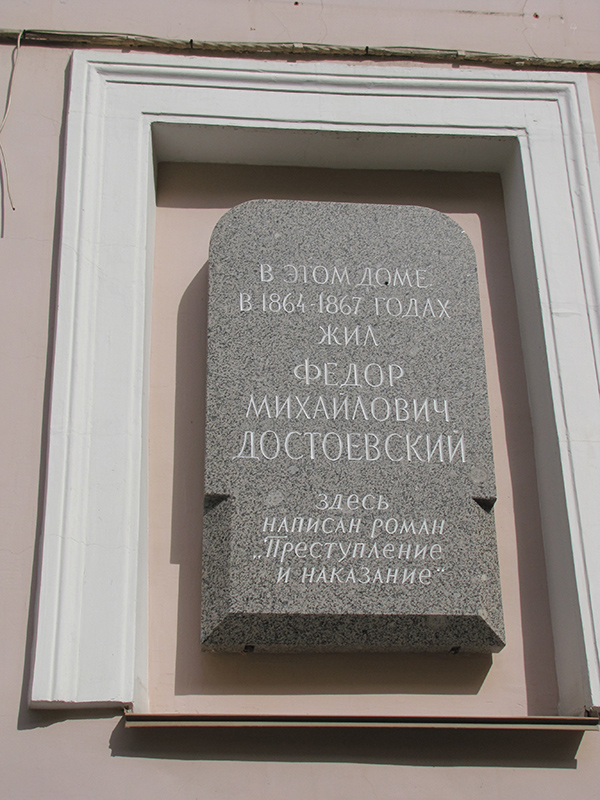 В ЭТОМ ДОМЕ
В 1864-1867 ГОДАХ
ЖИЛ
ФЕДОР
МИХАЙЛОВИЧ
ДОСТОЕВСКИЙ
ЗДЕСЬ
НАПИСАН РОМАН
„Преступление
И НАКАЗАНИЕ“